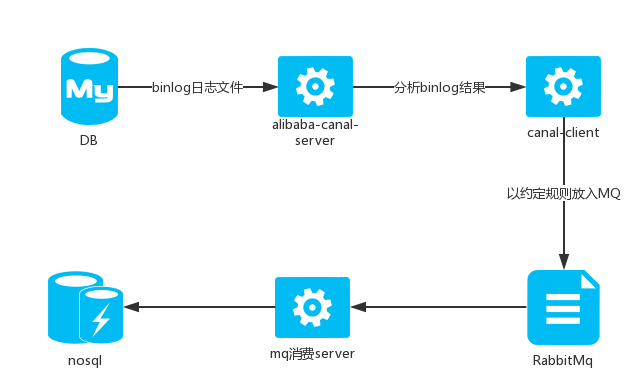 My
binlog日志文件
分析binlog结果
DB
alibaba-canal-
server
canal-client
以约定规则放入MQ
nosql
mq消费server
RabbitMq